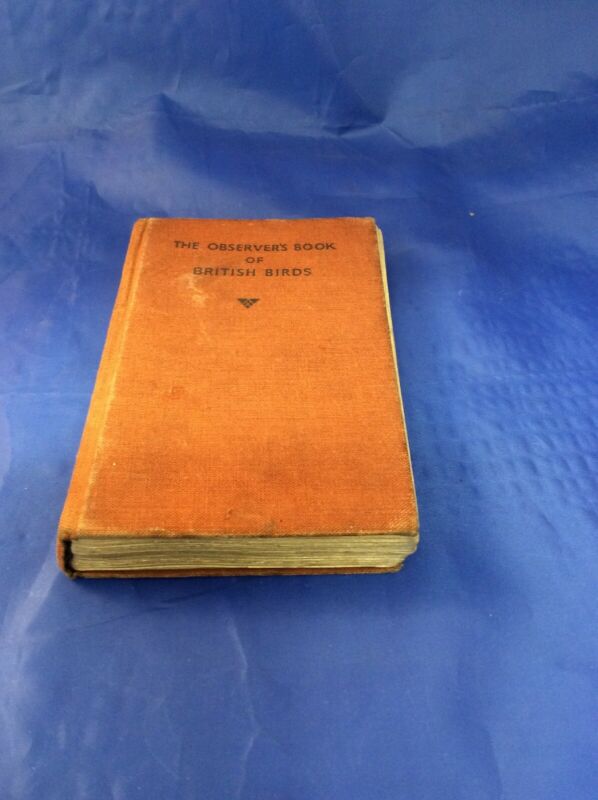 THE OBSERVER'S BOOK
OF
BRITISH BIRDS